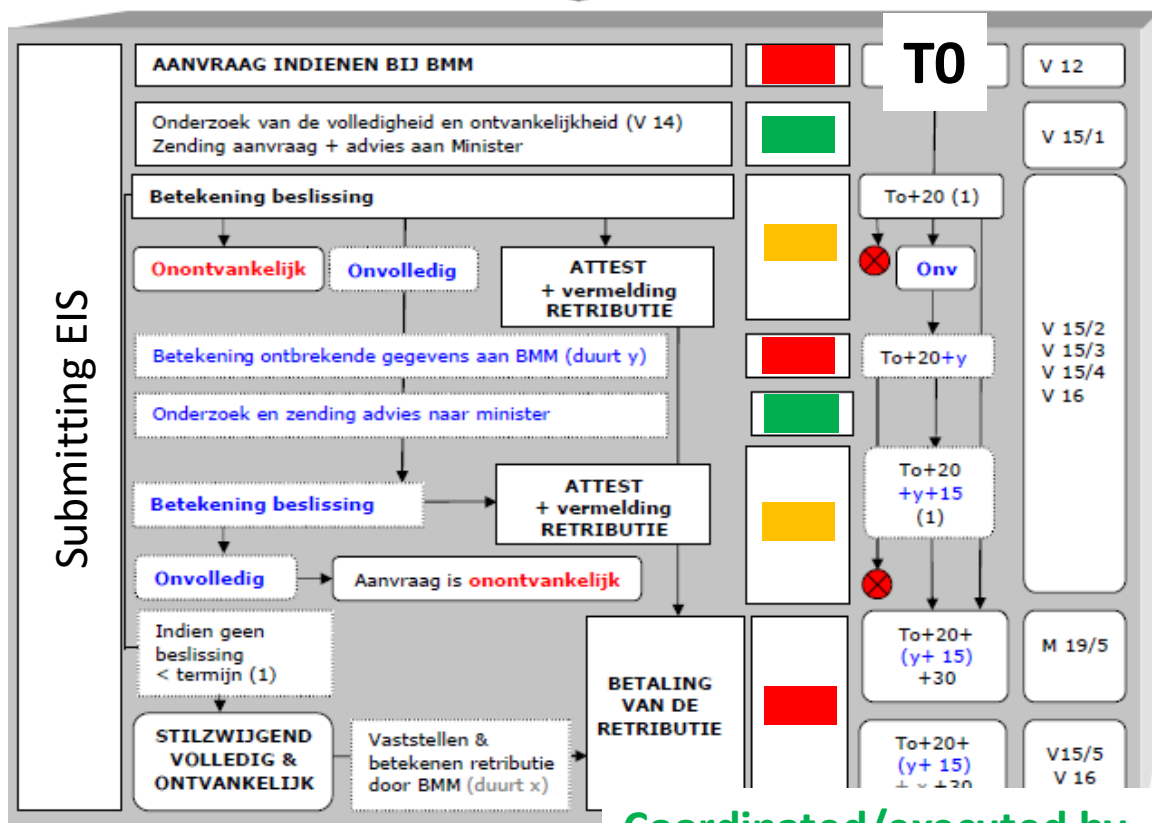 Submitting EIS
AANVRAAG INDIENEN BIJ BMM
T0
V 12
Onderzoek van de volledigheid en ontvankelijkheid (V 14)
Zending aanvraag + advies aan Minister
V 15/1
Betekening beslissing
To+20 (1)
Onontvankelijk
Onvolledig
ATTEST
+ vermelding
RETRIBUTIE
Onv
V 15/2
V 15/3
V 15/4
V 16
Betekening ontbrekende gegevens aan BMM (duurt y)
To+20+y
Onderzoek en zending advies naar minister
Betekening beslissing
ATTEST
+ vermelding
RETRIBUTIE
To+20
+y+15
(1)
Onvolledig
Aanvraag is onontvankelijk
Indien geen
beslissing
< termijn (1)
BETALING
VAN DE
RETRIBUTIE
To+20+
(y+ 15)
+30
M 19/5
STILZWIJGEND
VOLLEDIG &
ONTVANKELIJK
Vaststellen &
betekenen retributie
door BMM (duurt x)
To+20+
(y+ 15)
+ x +30
V15/5
V 16
Coordinated/executed by